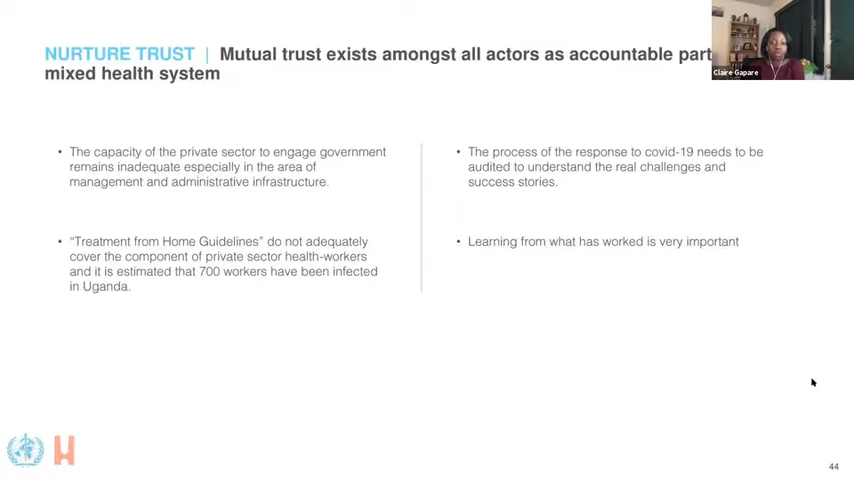 NURTURE TRUST | Mutual trust exists amongst all actors as accountable part
mixed health system
Claire Gapare
• The capacity of the private sector to engage government
remains inadequate especially in the area of
management and administrative infrastructure.
• “Treatment from Home Guidelines” do not adequately
cover the component of private sector health-workers
and it is estimated that 700 workers have been infected
in Uganda.
• The process of the response to covid-19 needs to be
audited to understand the real challenges and
success stories.
• Learning from what has worked is very important
44